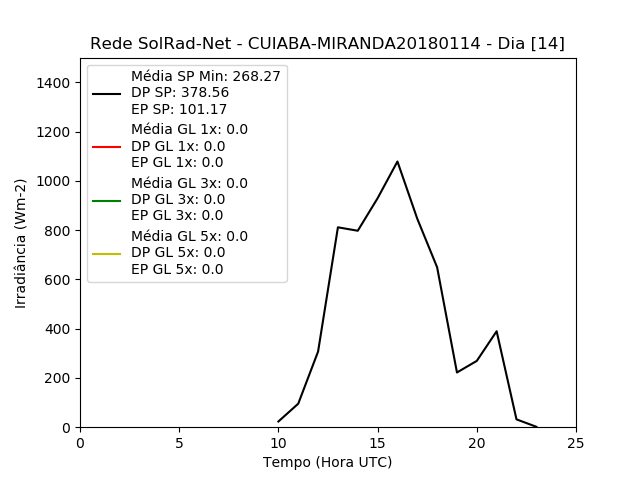 Rede SolRad-Net - CUIABA-MIRANDA20180114 - Dia [14]
Média SP Min: 268.27
DP SP: 378.56
EP SP: 101.17
Média GL 1x: 0.0
DP GL 1x: 0.0
EP GL 1x: 0.0
Média GL 3x: 0.0
DP GL 3x: 0.0
EP GL 3x: 0.0
Média GL 5x: 0.0
DP GL 5x: 0.0
EP GL 5x: 0.0
Irradiância (Wm-2)
1400
1200
1000
800
600
400
200
0
0 5 10 15 20 25
Tempo (Hora UTC)